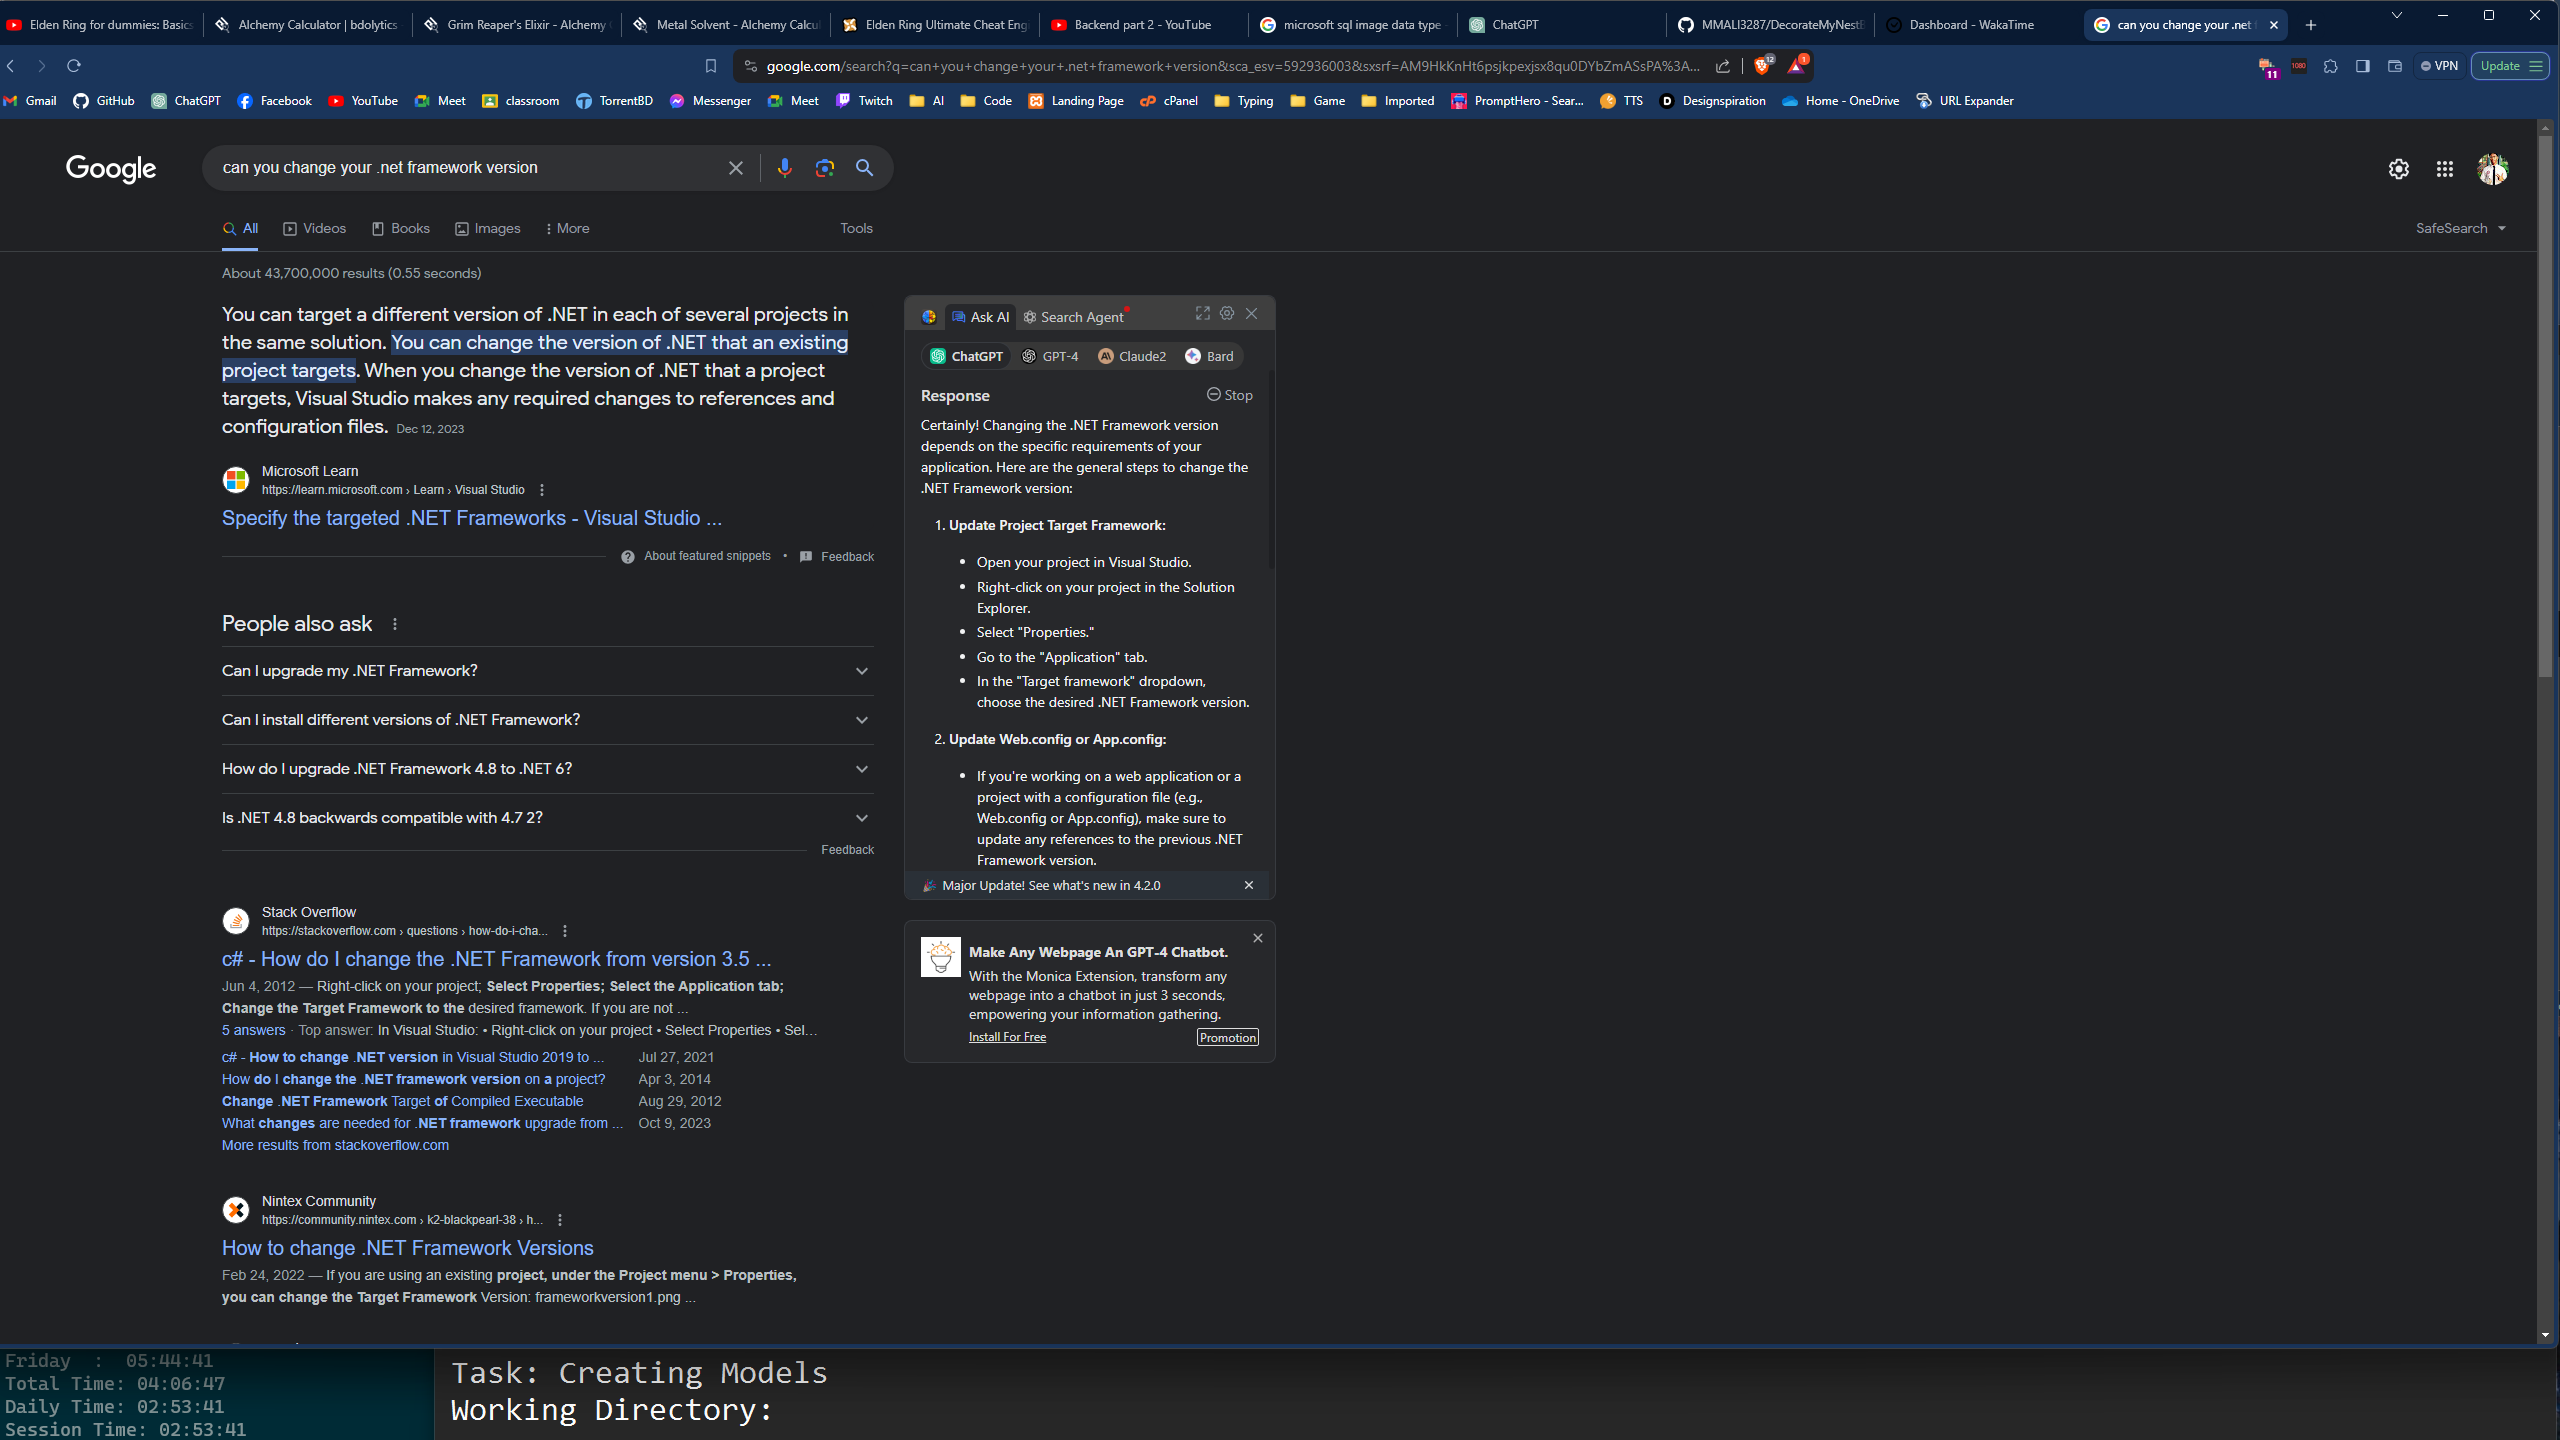 Elden Ring for dummies: Basics
Alchemy Calculator | bdolytics
Grim Reaper's Elixir - Alchemy
Metal Solvent - Alchemy Calcu
Elden Ring Ultimate Cheat Eng
Backend part 2 - YouTube
microsoft sql image data type
ChatGPT
MMALI3287/DecorateMyNest
Dashboard - WakaTime
can you change your .net
google.com/search?q=can+you+change+your+.net+framework+version&sca_esv=592936003&sxsrf=AM9HkKnHt6psjkpexjsx8qu0DYbZmASsPA%3A...
12
1
11
1080
VPN
Update
Gmail
GitHub
ChatGPT
Facebook
YouTube
Meet
classroom
TorrentBD
Messenger
Meet
Twitch
AI
Code
Landing Page
cPanel
Typing
Game
Imported
PromptHero - Sear...
TTS
Designspiration
Home - OneDrive
URL Expander
Google
can you change your .net framework version
All
Videos
Books
Images
More
Tools
SafeSearch
About 43,700,000 results (0.55 seconds)
You can target a different version of .NET in each of several projects in
the same solution. You can change the version of .NET that an existing
project targets. When you change the version of .NET that a project
targets, Visual Studio makes any required changes to references and
configuration files. Dec 12, 2023
Microsoft Learn
https://learn.microsoft.com › Learn › Visual Studio
Specify the targeted .NET Frameworks - Visual Studio ...
About featured snippets • Feedback
People also ask
Can I upgrade my .NET Framework?
Can I install different versions of .NET Framework?
How do I upgrade .NET Framework 4.8 to .NET 6?
Is .NET 4.8 backwards compatible with 4.7 2?
Feedback
Stack Overflow
https://stackoverflow.com › questions › how-do-i-cha...
c# - How do I change the .NET Framework from version 3.5 ...
Jun 4, 2012 — Right-click on your project; Select Properties; Select the Application tab;
Change the Target Framework to the desired framework. If you are not ...
5 answers · Top answer: In Visual Studio: • Right-click on your project • Select Properties • Sel...
c# - How to change .NET version in Visual Studio 2019 to ... Jul 27, 2021
How do I change the .NET framework version on a project? Apr 3, 2014
Change .NET Framework Target of Compiled Executable Aug 29, 2012
What changes are needed for .NET framework upgrade from ... Oct 9, 2023
More results from stackoverflow.com
Nintex Community
https://community.nintex.com › k2-blackpearl-38 › h...
How to change .NET Framework Versions
Feb 24, 2022 — If you are using an existing project, under the Project menu > Properties,
you can change the Target Framework Version: frameworkversion1.png ...
Ask AI
Search Agent
ChatGPT
GPT-4
Claude2
Bard
Response
Stop
Certainly! Changing the .NET Framework version
depends on the specific requirements of your
application. Here are the general steps to change the
.NET Framework version:
1. Update Project Target Framework:
• Open your project in Visual Studio.
• Right-click on your project in the Solution
Explorer.
• Select "Properties."
• Go to the "Application" tab.
• In the "Target framework" dropdown,
choose the desired .NET Framework version.
2. Update Web.config or App.config:
• If you're working on a web application or a
project with a configuration file (e.g.,
Web.config or App.config), make sure to
update any references to the previous .NET
Framework version.
Major Update! See what's new in 4.2.0
Make Any Webpage An GPT-4 Chatbot.
With the Monica Extension, transform any
webpage into a chatbot in just 3 seconds,
empowering your information gathering.
Install For Free
Promotion
Friday : 05:44:41
Total Time: 04:06:47
Daily Time: 02:53:41
Session Time: 02:53:41
Task: Creating Models
Working Directory: